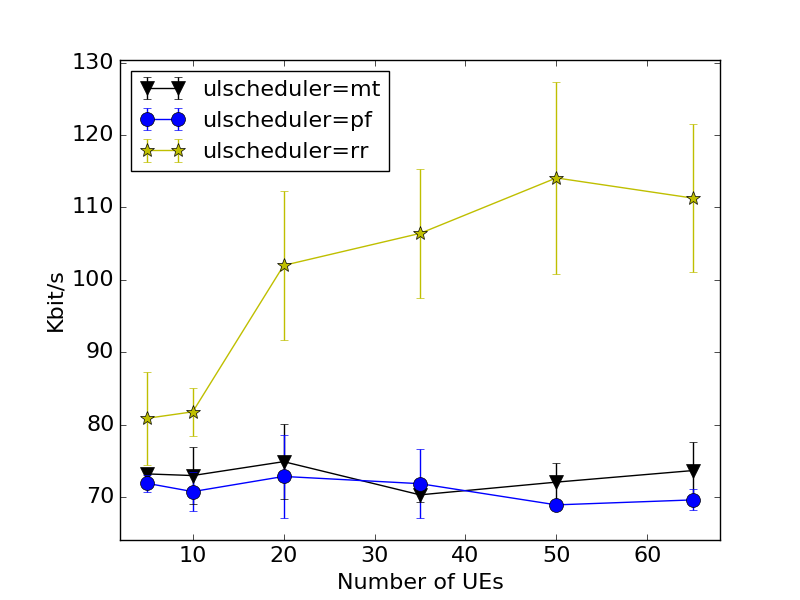 130
120
110
100
90
80
70
Kbit/s
ulscheduler=mt
ulscheduler=pf
ulscheduler=rr
10 20 30 40 50 60
Number of UEs